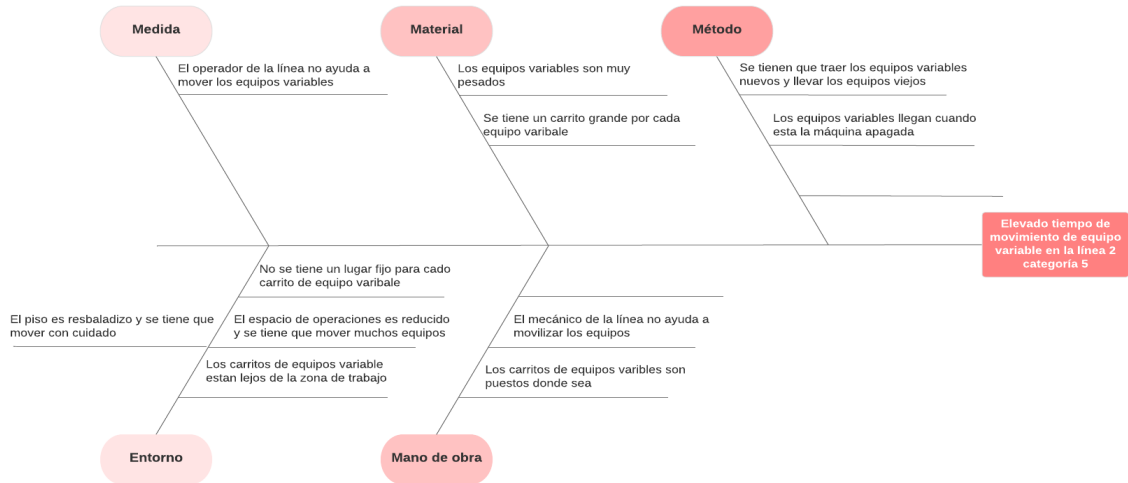 Medida
Material
Método
El operador de la línea no ayuda a
mover los equipos variables
Los equipos variables son muy
pesados
Se tiene un carrito grande por cada
equipo varibale
Se tienen que traer los equipos variables
nuevos y llevar los equipos viejos
Los equipos variables llegan cuando
esta la máquina apagada
Elevado tiempo de
movimiento de equipo
variable en la línea 2
categoría 5
No se tiene un lugar fijo para cado
carrito de equipo varibale
El piso es resbaladizo y se tiene que
mover con cuidado
El espacio de operaciones es reducido
y se tiene que mover muchos equipos
Los carritos de equipos variable
estan lejos de la zona de trabajo
El mecánico de la línea no ayuda a
movilizar los equipos
Los carritos de equipos varibles son
puestos donde sea
Entorno
Mano de obra